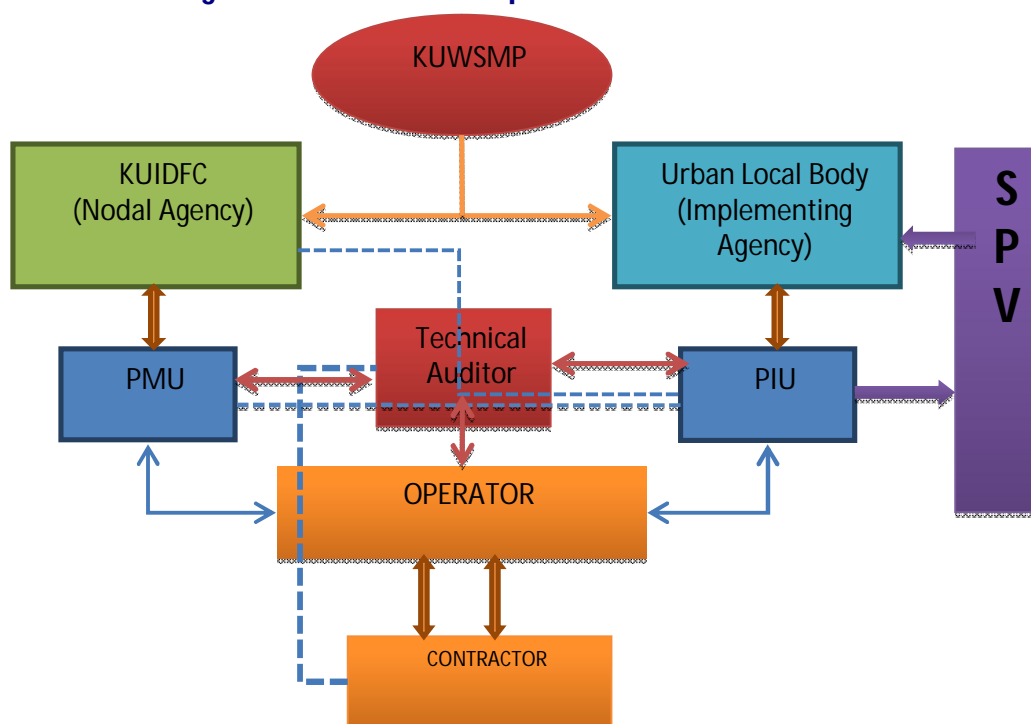 KUWSMP
KUIDFC
(Nodal Agency)
Urban Local Body
(Implementing
Agency)
S
P
V
Technical
Auditor
PMU
PIU
OPERATOR
CONTRACTOR